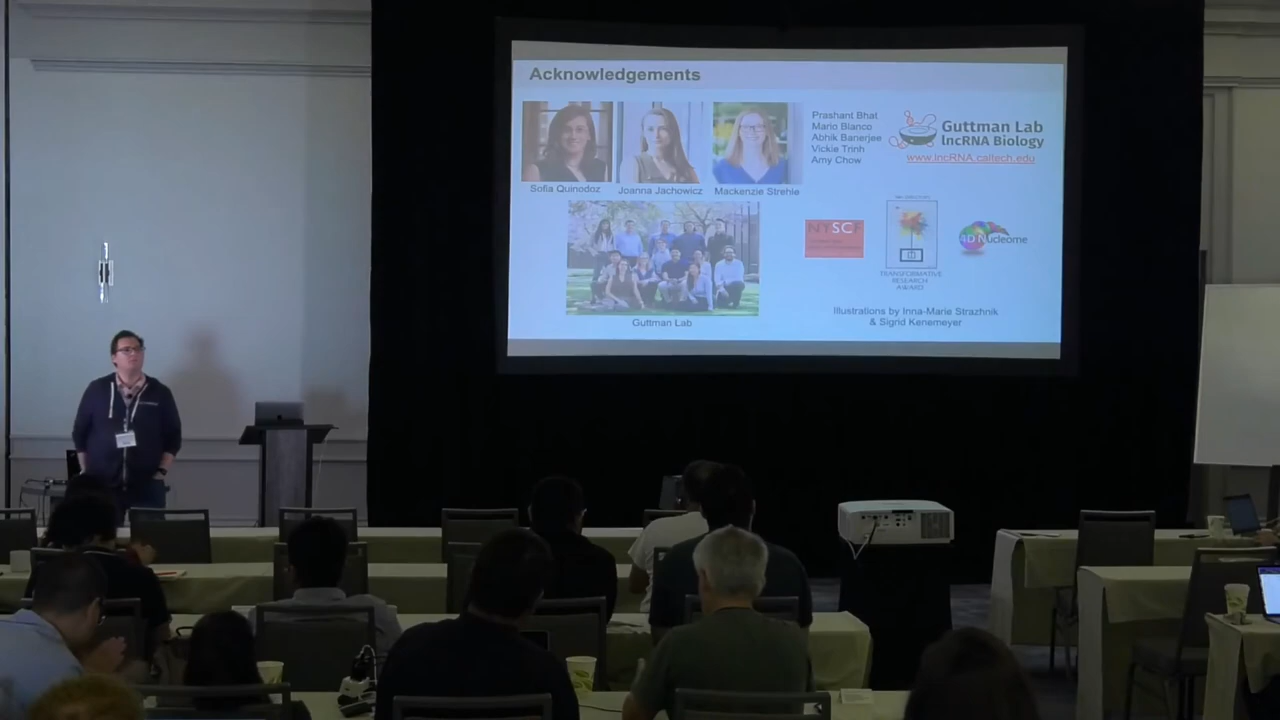 Acknowledgements
Sofia Quinodoz
Joanna Jachowicz
Mackenzie Strehle
Prashant Bhat
Mario Blanco
Abhik Banerjee
Vickie Trinh
Amy Chow
Guttman Lab
lncRNA Biology
www.lncRNA.caltech.edu
Guttman Lab
NYSCF
TRANSFORMATIVE
RESEARCH
AWARD
4D Nucleome
Illustrations by Inna-Marie Strazhnik
& Sigrid Kenemeyer